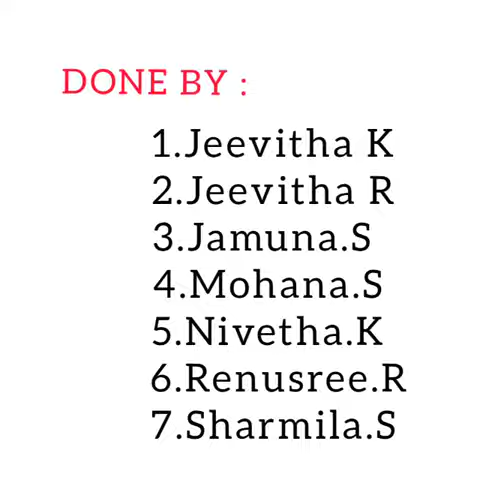 DONE BY :
1.Jeevitha K
2.Jeevitha R
3.Jamuna.S
4.Mohana.S
5.Nivetha.K
6.Renusree.R
7.Sharmila.S